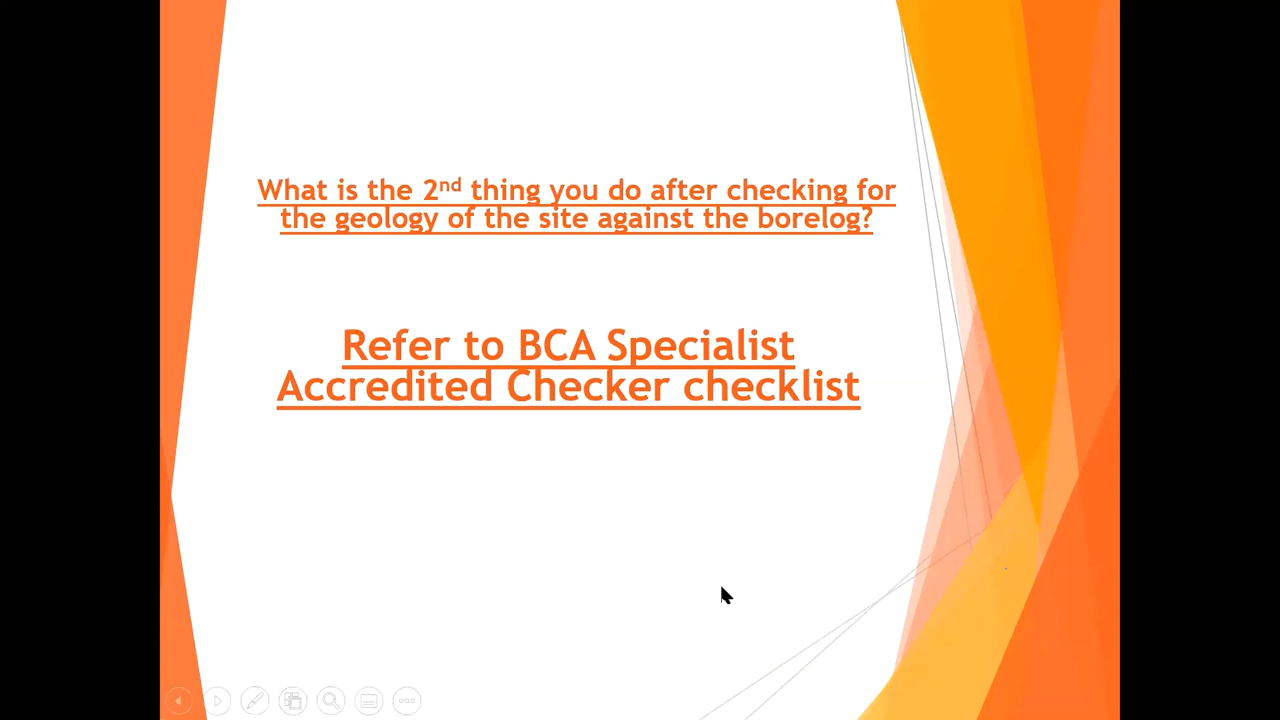 What is the 2nd thing you do after checking for
the geology of the site against the borelog?
Refer to BCA Specialist
Accredited Checker checklist